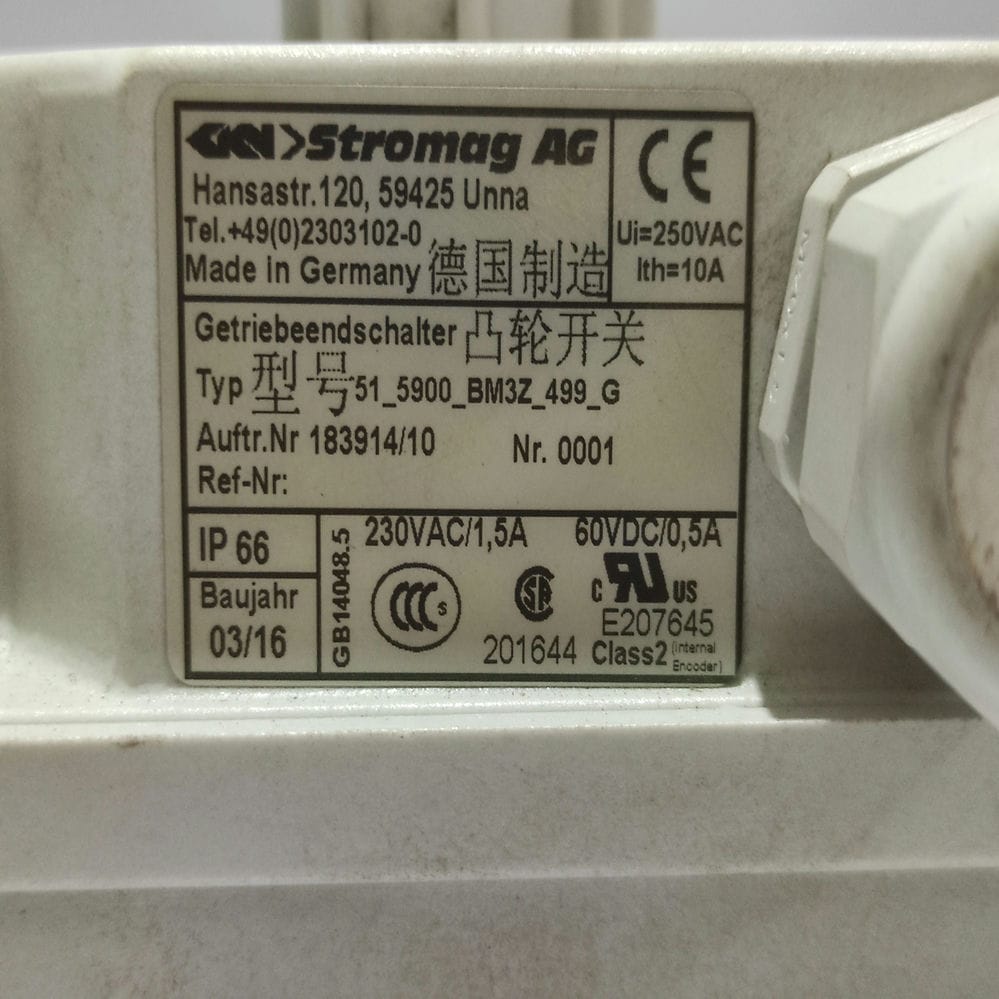 GKN Stromag AG
Hansastr.120, 59425 Unna
Tel.+49(0)2303102-0
Made in Germany 德国制造
CE
Ui=250VAC
Ith=10A
Getriebeendschalter 凸轮开关
Typ 型号 51_5900_BM3Z_499_G
Auftr.Nr 183914/10 Nr. 0001
Ref-Nr:
IP 66
Baujahr
03/16
GB14048.5
230VAC/1,5A 60VDC/0,5A
CCC S
201644
c RU US
E207645
Class2 (internal
Encoder)